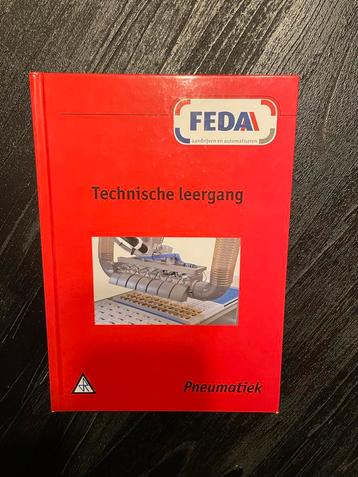 FEDA
aandrijven en automatiseren
Technische leergang
Pneumatiek